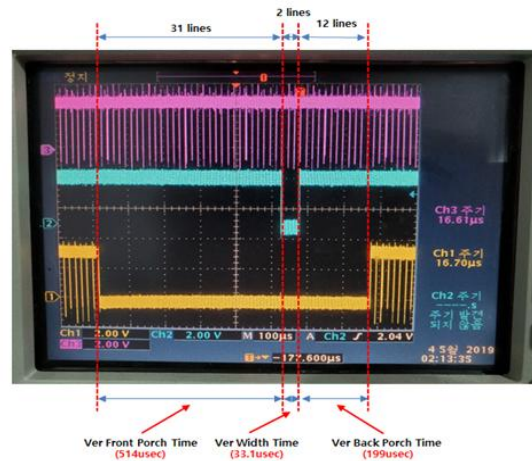 31 lines
2 lines
12 lines
정지
3
2
1
Ch3 주기
16.61µs
Ch1 주기
16.70µs
Ch2 주기
----.s
주기 발견
되지 않음
Ch1 2.00 V Ch2 2.00 V M 100µs A Ch2 2.04 V
Ch3 2.00 V
-172.600µs
4 5월 2019
02:13:35
Ver Front Porch Time
(514usec)
Ver Width Time
(33.1usec)
Ver Back Porch Time
(199usec)